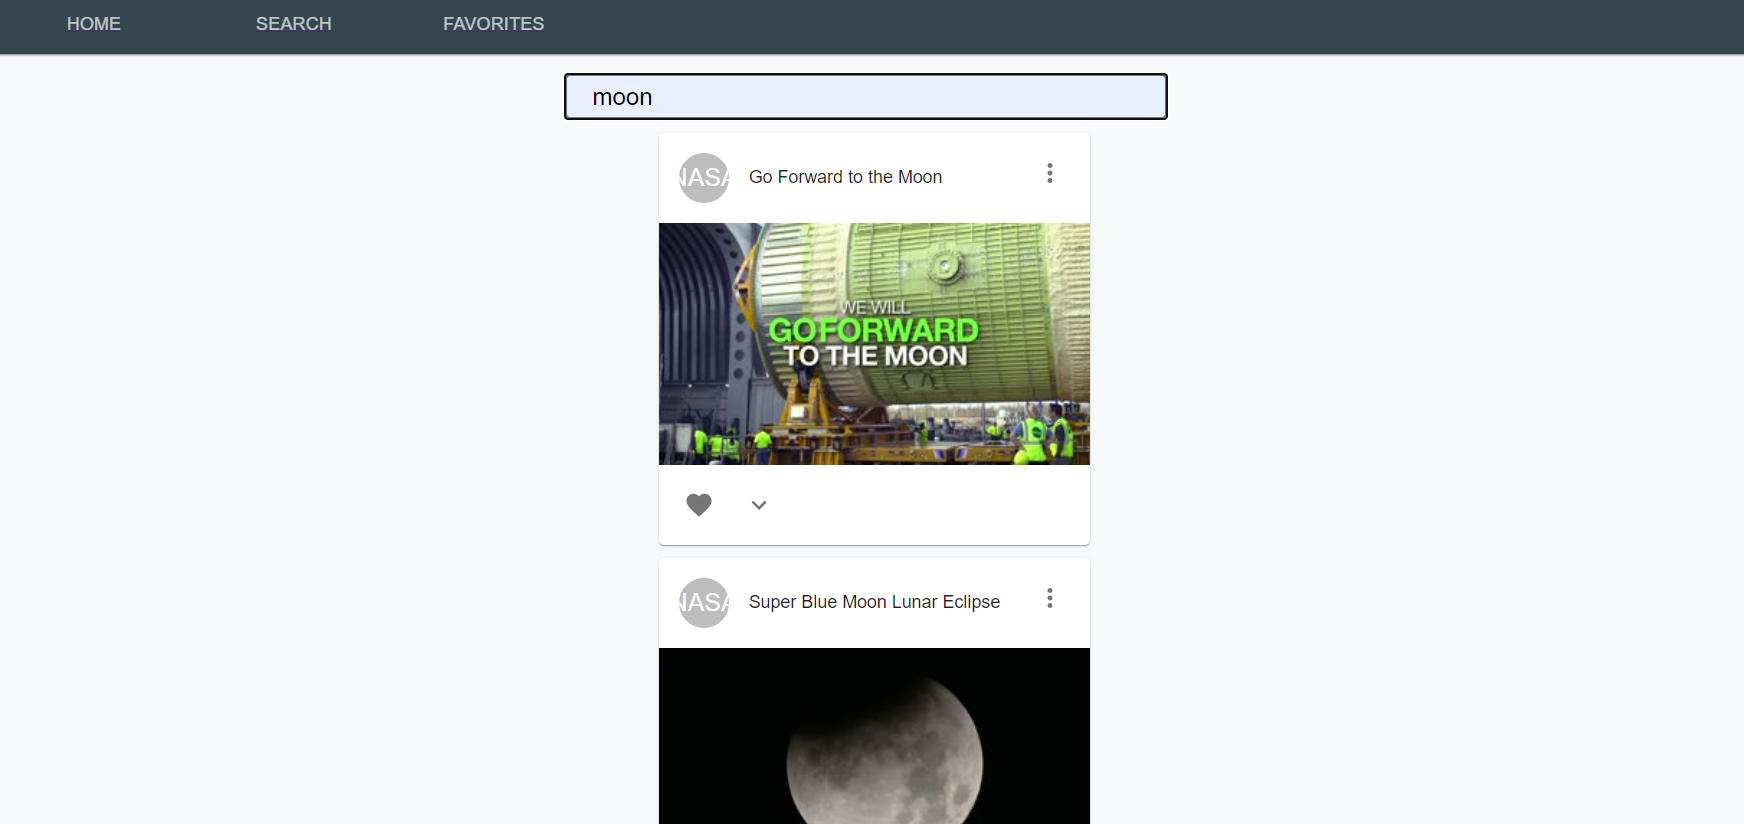 HOME SEARCH FAVORITES
moon
NASA Go Forward to the Moon
WE WILL
GO FORWARD
TO THE MOON
NASA Super Blue Moon Lunar Eclipse